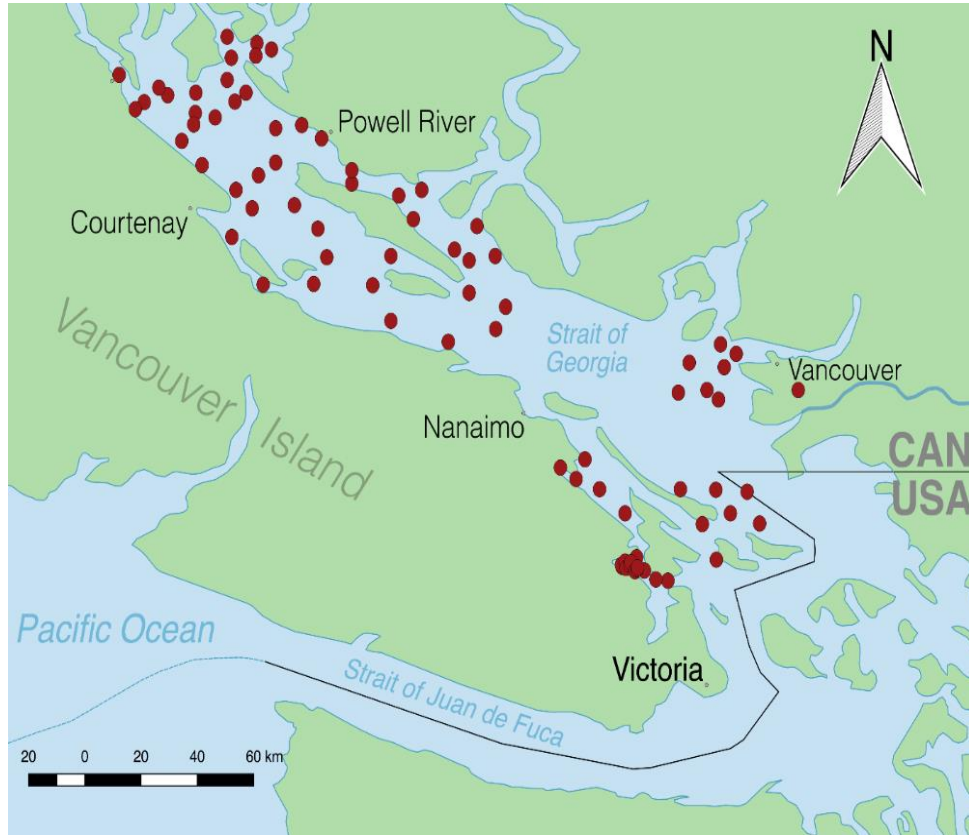 N
Powell River
Courtenay
Strait of
Georgia
Vancouver
Vancouver Island
Nanaimo
CAN
USA
Pacific Ocean
Victoria
Strait of Juan de Fuca
20 0 20 40 60 km